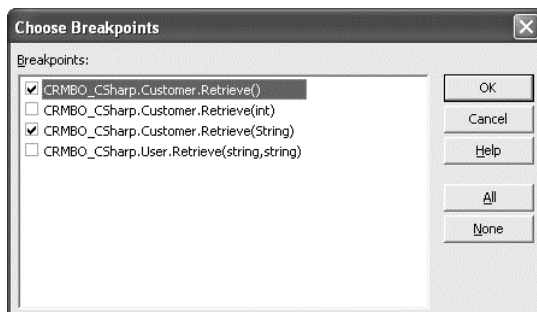 Choose Breakpoints
Breakpoints:
CRMBO_CSharp.Customer.Retrieve()
CRMBO_CSharp.Customer.Retrieve(int)
CRMBO_CSharp.Customer.Retrieve(String)
CRMBO_CSharp.User.Retrieve(string,string)
OK
Cancel
Help
All
None